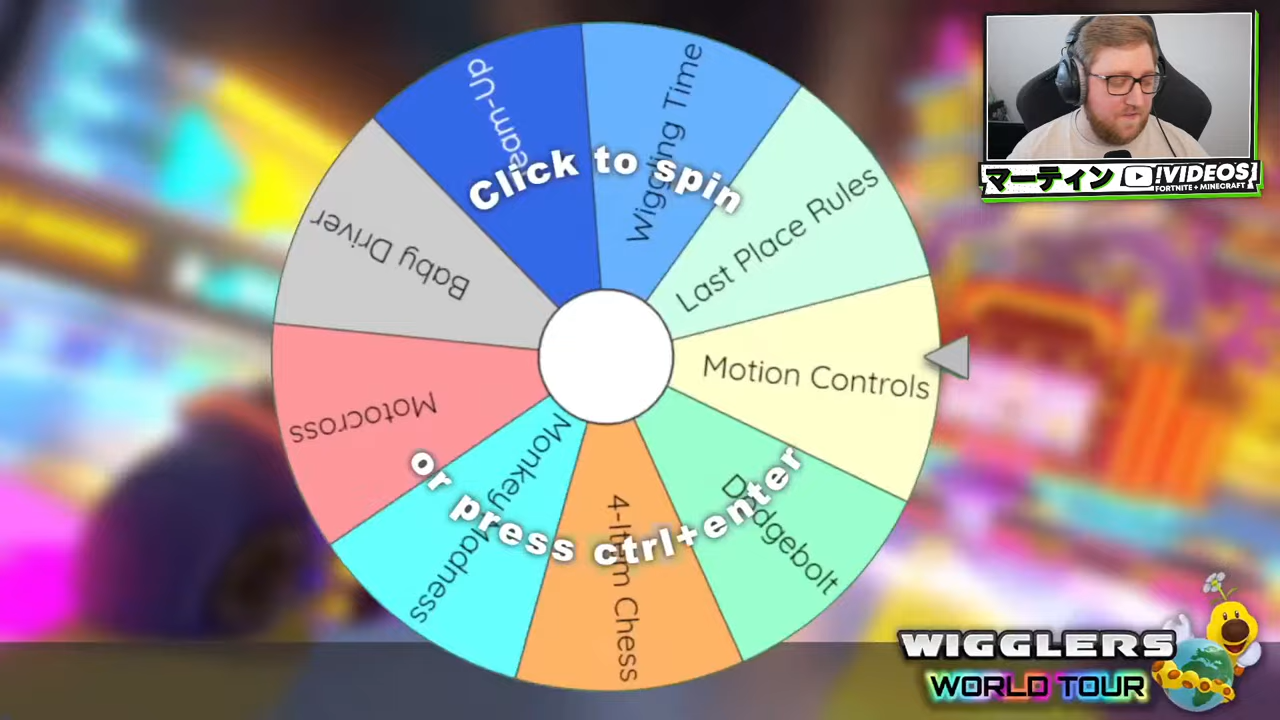 Team-Up
Wiggling Time
Last Place Rules
Motion Controls
Dodgebolt
4-Item Chess
Monkey Madness
Motocross
Baby Driver
Click to spin
or press ctrl+enter
マーティン
!VIDEOS
FORTNITE + MINECRAFT
WIGGLERS
WORLD TOUR